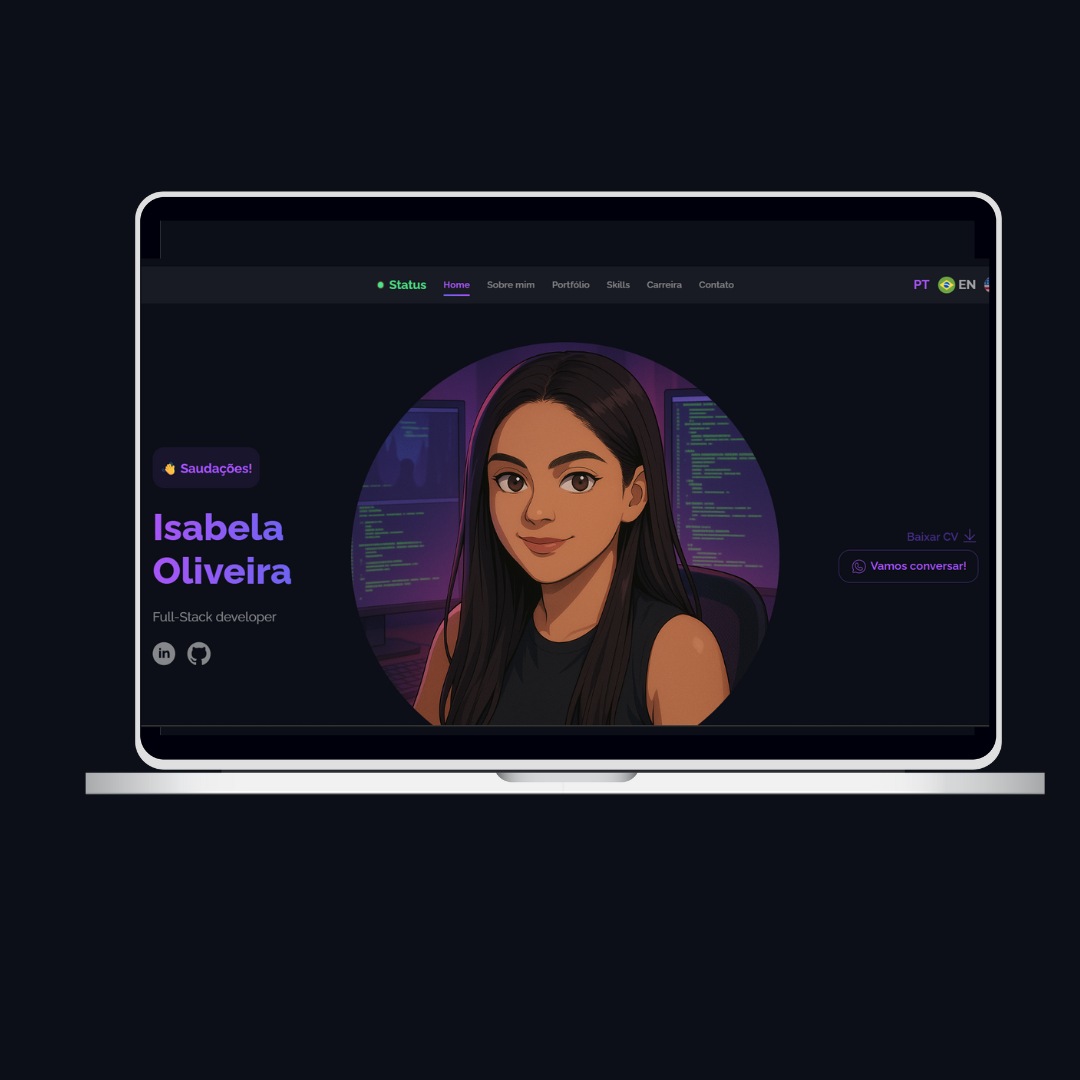 Status Home Sobre mim Portfólio Skills Carreira Contato PT EN
👋 Saudações!
Isabela
Oliveira
Full-Stack developer
in
Baixar CV
Vamos conversar!